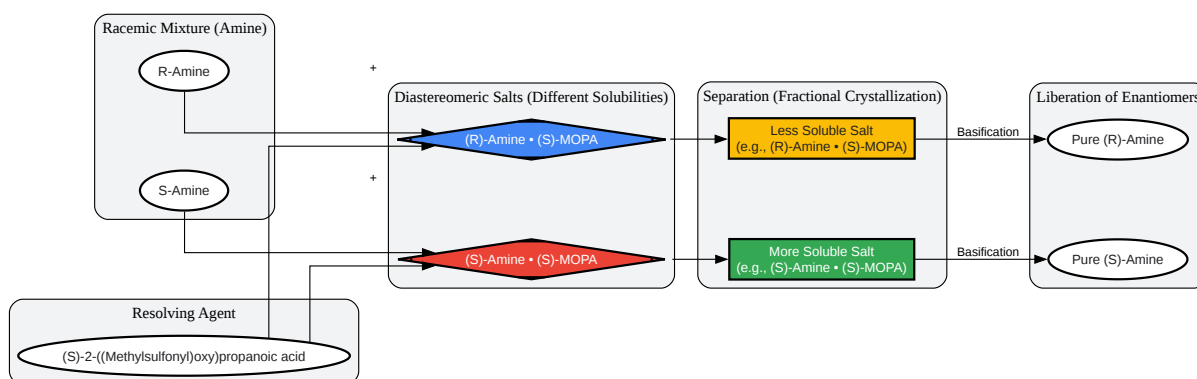 Racemic Mixture (Amine)
R-Amine
S-Amine
Resolving Agent
(S)-2-((Methylsulfonyl)oxy)propanoic acid
+
+
Diastereomeric Salts (Different Solubilities)
(R)-Amine • (S)-MOPA
(S)-Amine • (S)-MOPA
Separation (Fractional Crystallization)
Less Soluble Salt
(e.g., (R)-Amine • (S)-MOPA)
More Soluble Salt
(e.g., (S)-Amine • (S)-MOPA)
Basification
Basification
Liberation of Enantiomers
Pure (R)-Amine
Pure (S)-Amine